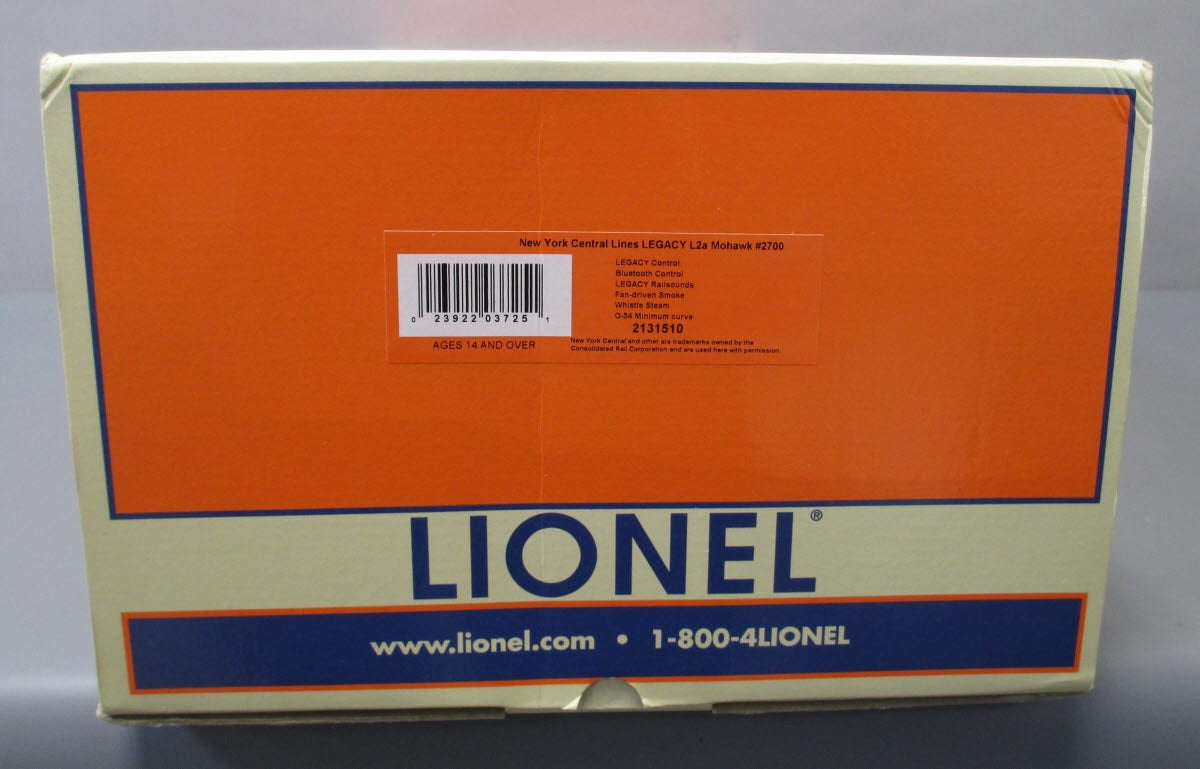 New York Central Lines LEGACY L2a Mohawk #2700
LEGACY Control
Bluetooth Control
LEGACY Railsounds
Fan-driven Smoke
Whistle Steam
O-54 Minimum curve
2131510
0 23922 03725 1
AGES 14 AND OVER
New York Central and other are trademarks owned by the
Consolidated Rail Corporation and are used here with permission.
LIONEL®
www.lionel.com • 1-800-4LIONEL